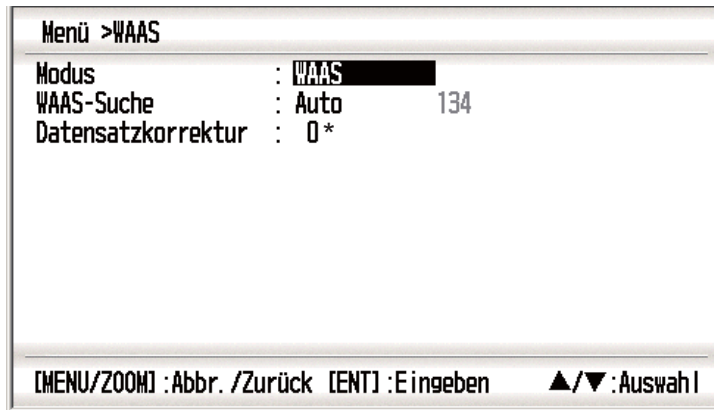 Menü >WAAS
Modus : WAAS
WAAS-Suche : Auto 134
Datensatzkorrektur : 0*
[MENU/ZOOM]:Abbr./Zurück [ENT]:Eingeben ▲/▼:Auswahl